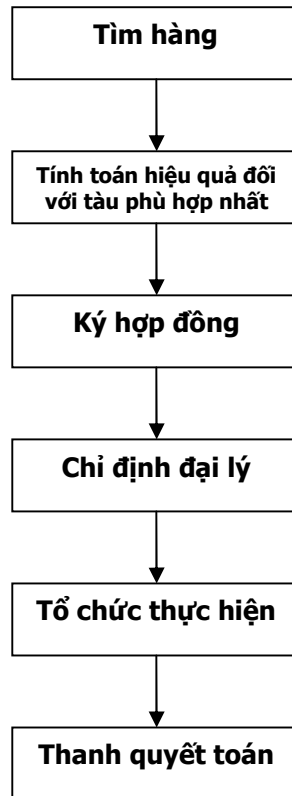 Tìm hàng
Tính toán hiệu quả đối
với tàu phù hợp nhất
Ký hợp đồng
Chỉ định đại lý
Tổ chức thực hiện
Thanh quyết toán